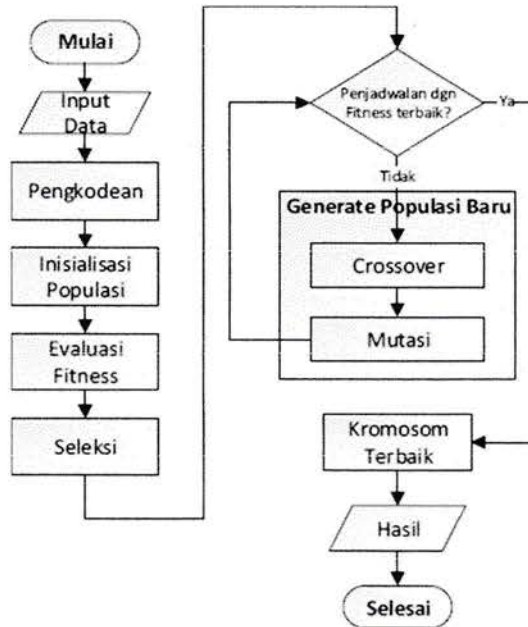 Mulai
Input
Data
Pengkodean
Inisialisasi
Populasi
Evaluasi
Fitness
Seleksi
Penjadwalan dgn
Fitness terbaik?
Ya
Tidak
Generate Populasi Baru
Crossover
Mutasi
Kromosom
Terbaik
Hasil
Selesai